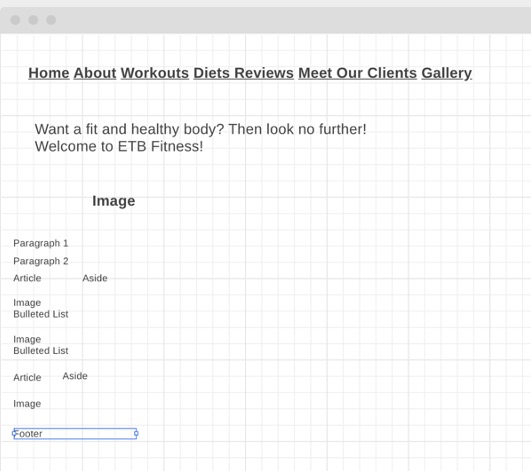 Home About Workouts Diets Reviews Meet Our Clients Gallery
Want a fit and healthy body? Then look no further!
Welcome to ETB Fitness!
Image
Paragraph 1
Paragraph 2
Article Aside
Image
Bulleted List
Image
Bulleted List
Article Aside
Image
Footer